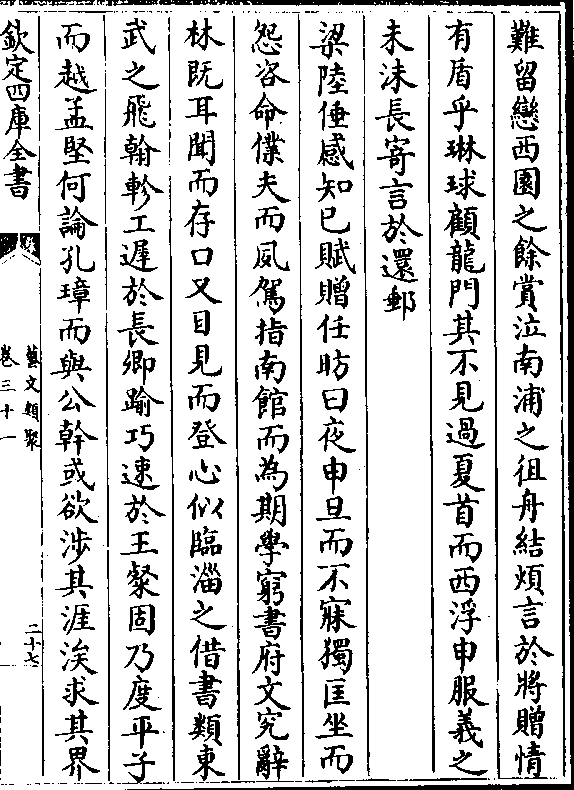 難留戀西園之餘賞泣南浦之徂舟結煩言於將贈情
有盾乎琳球顧龍門其不見過夏首而西浮申服義之
未沬長寄言於還郵
梁陸倕感知已賦贈任昉曰夜申旦而不寐獨匡坐而
怨咨命僕夫而夙駕指南館而為期學窮書府文究辭
林既耳聞而存口又目見而登心似臨淄之借書類東
武之飛翰軫工遲於長卿踰巧速於王粲固乃度平子
而越孟堅何論孔璋而與公幹或欲涉其涯涘求其界
欽定四庫全書
藝文類聚
卷三十一
二十七